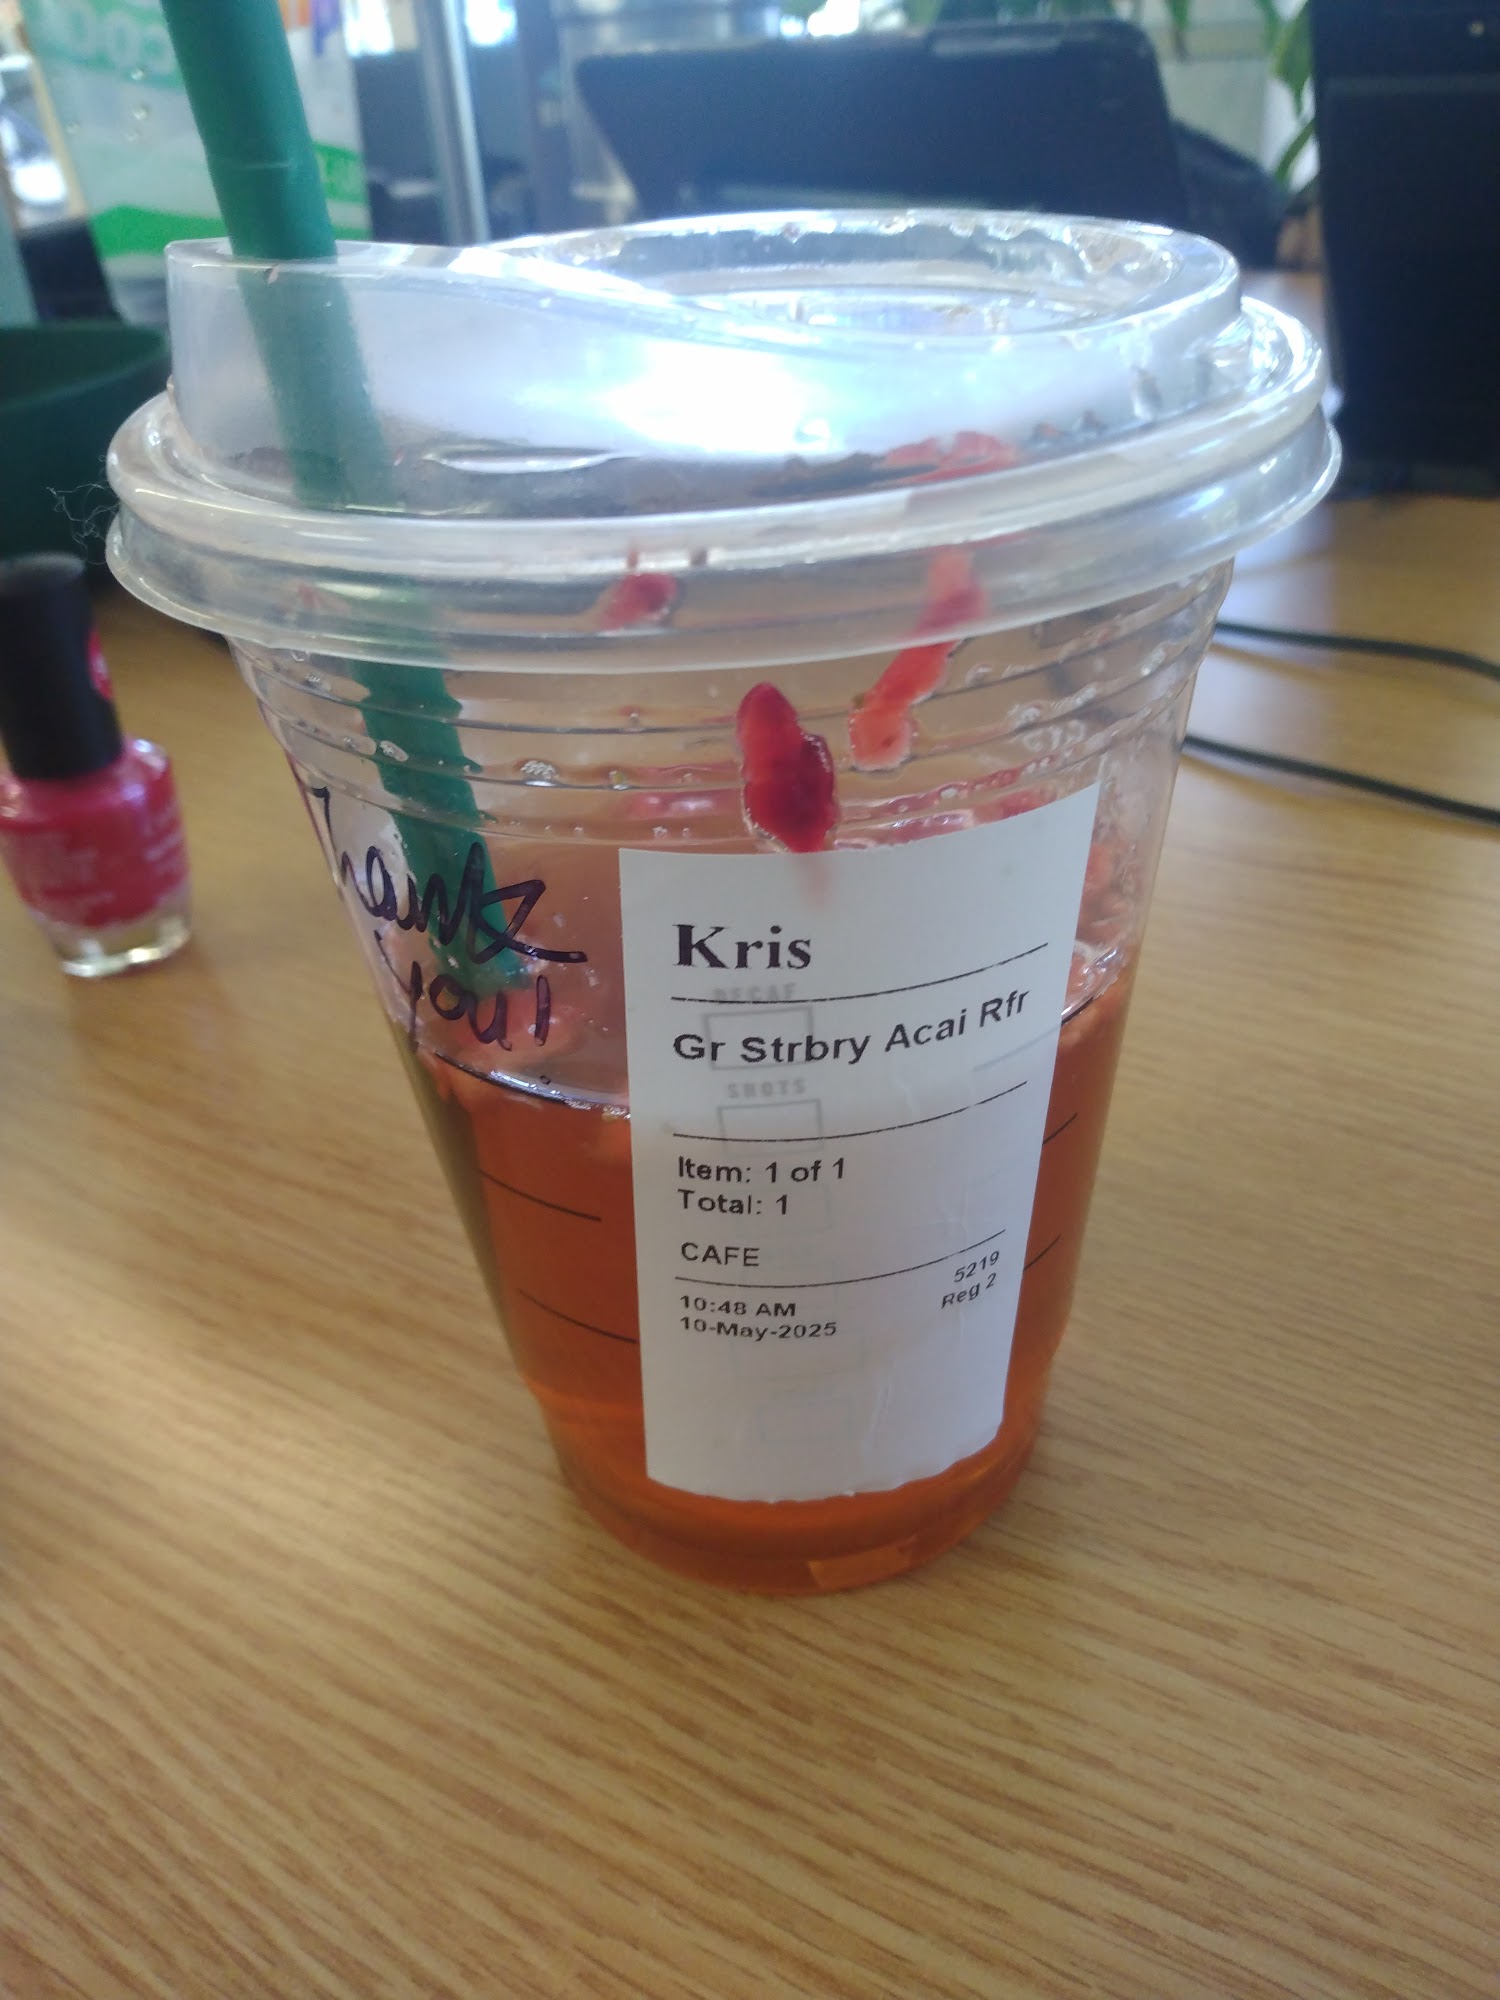 Thank
you!
Kris
DECAF
Gr Strbry Acai Rfr
SHOTS
Item: 1 of 1
Total: 1
CAFE
5219
Reg 2
10:48 AM
10-May-2025